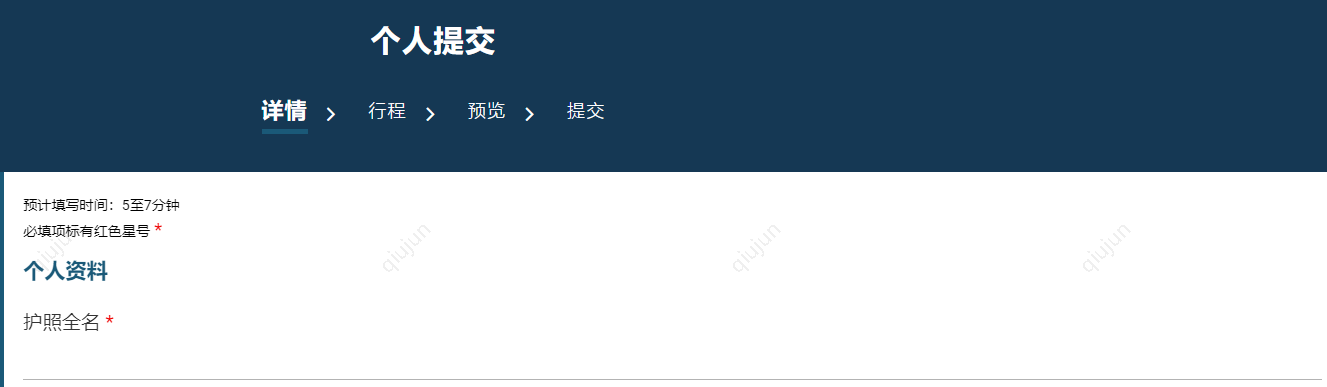 个人提交
详情 行程 预览 提交
预计填写时间：5至7分钟
必填项标有红色星号 *
qiujun qiujun qiujun qiujun
个人资料
护照全名 *